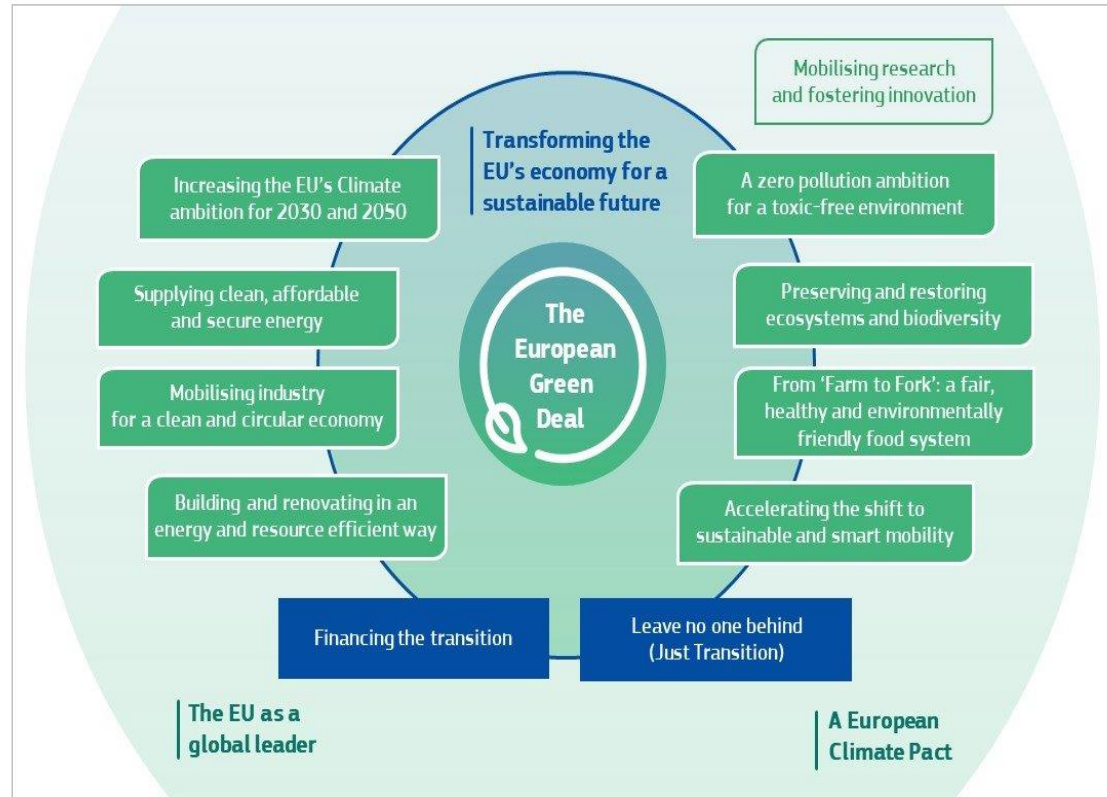 Mobilising research
and fostering innovation
Transforming the
EU's economy for a
sustainable future
Increasing the EU's Climate
ambition for 2030 and 2050
A zero pollution ambition
for a toxic-free environment
Supplying clean, affordable
and secure energy
Preserving and restoring
ecosystems and biodiversity
The
European
Green
Deal
Mobilising industry
for a clean and circular economy
From ‘Farm to Fork’: a fair,
healthy and environmentally
friendly food system
Building and renovating in an
energy and resource efficient way
Accelerating the shift to
sustainable and smart mobility
Financing the transition
Leave no one behind
(Just Transition)
The EU as a
global leader
A European
Climate Pact